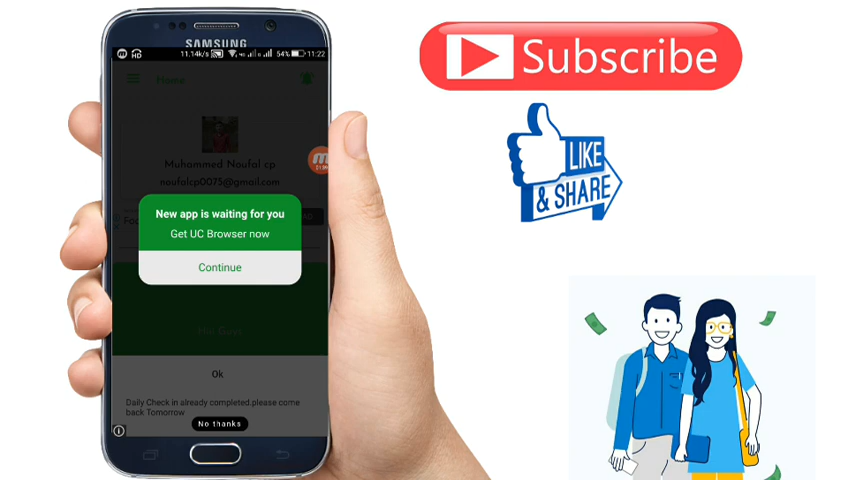 SAMSUNG
HD 11.14k/s 54% 11:22
Home
Muhammed Noufal cp
noufalcp0075@gmail.com
New app is waiting for you
Get UC Browser now
Continue
Ok
Daily Check in already completed.please come
back Tomorrow
No thanks
Subscribe
LIKE
& SHARE